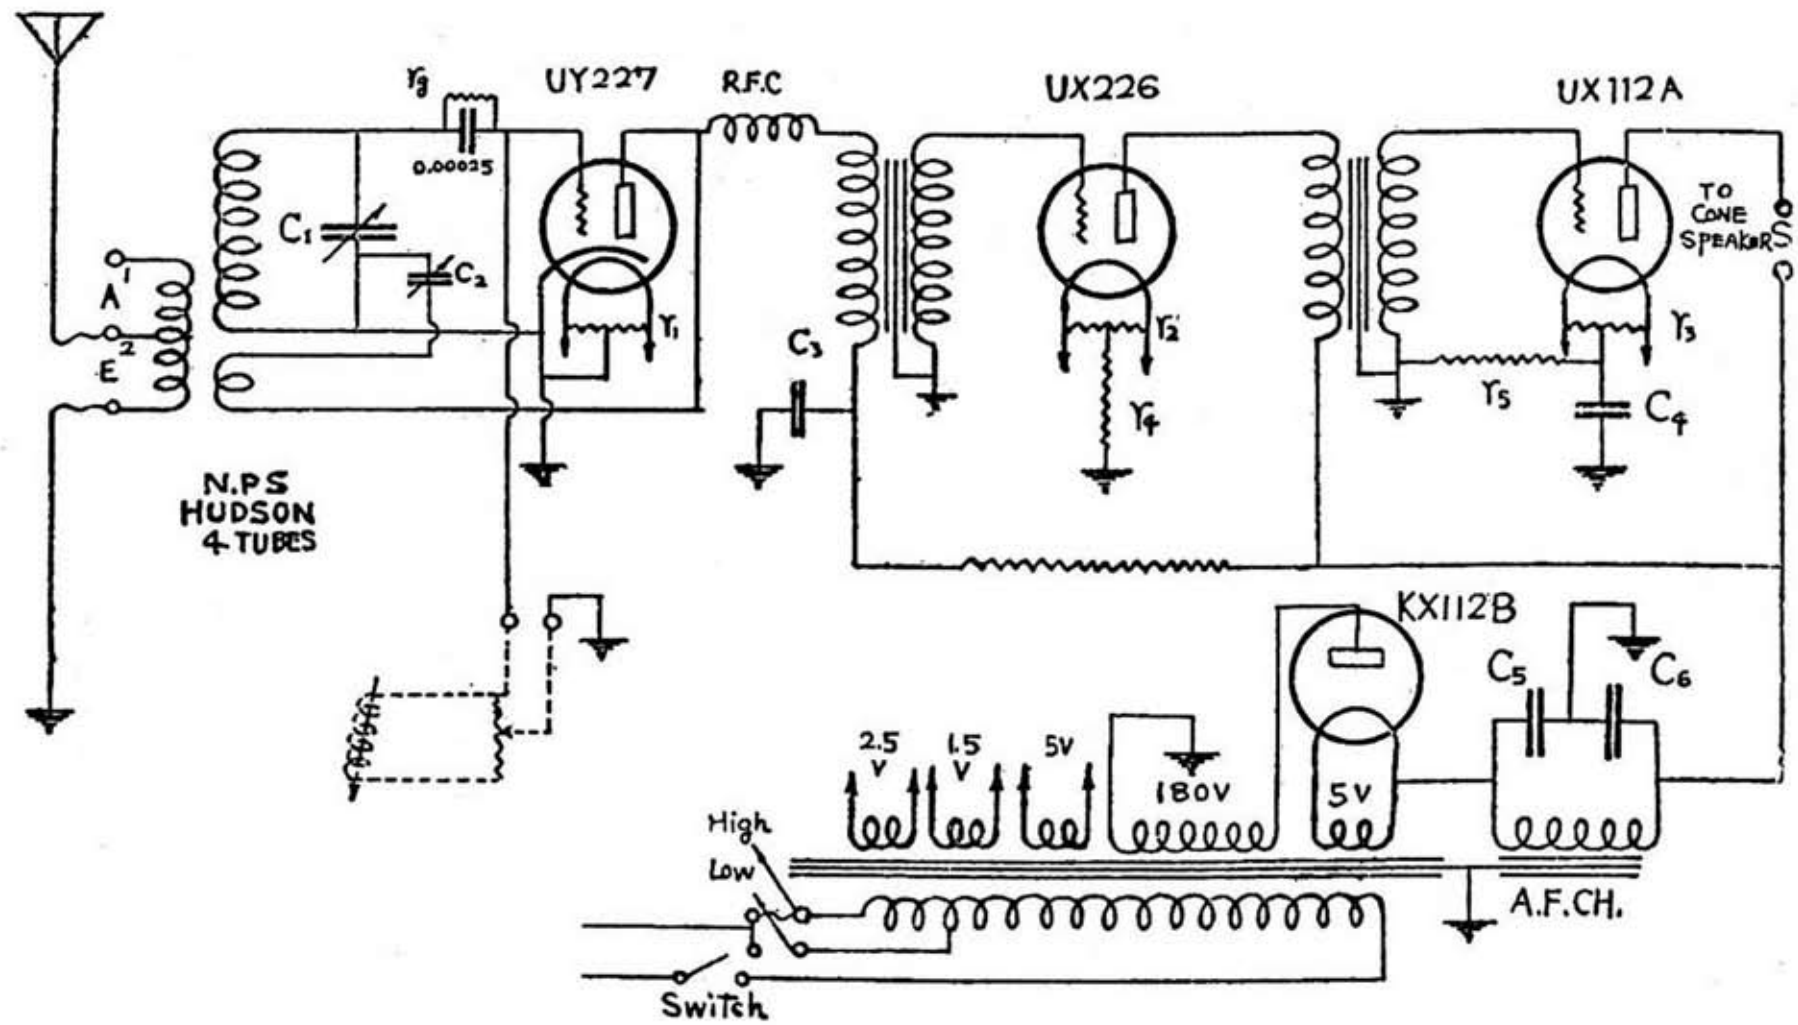 rg
UY227
R.F.C
UX226
UX112A
0.00025
C1
C2
A
1
2
E
r1
C3
r2
r4
r3
r5
C4
TO
CONE
SPEAKER
S
C
N.P.S
HUDSON
4 TUBES
KX112B
C5
C6
2.5
V
1.5
V
5V
180V
5V
High
Low
A.F.CH.
Switch